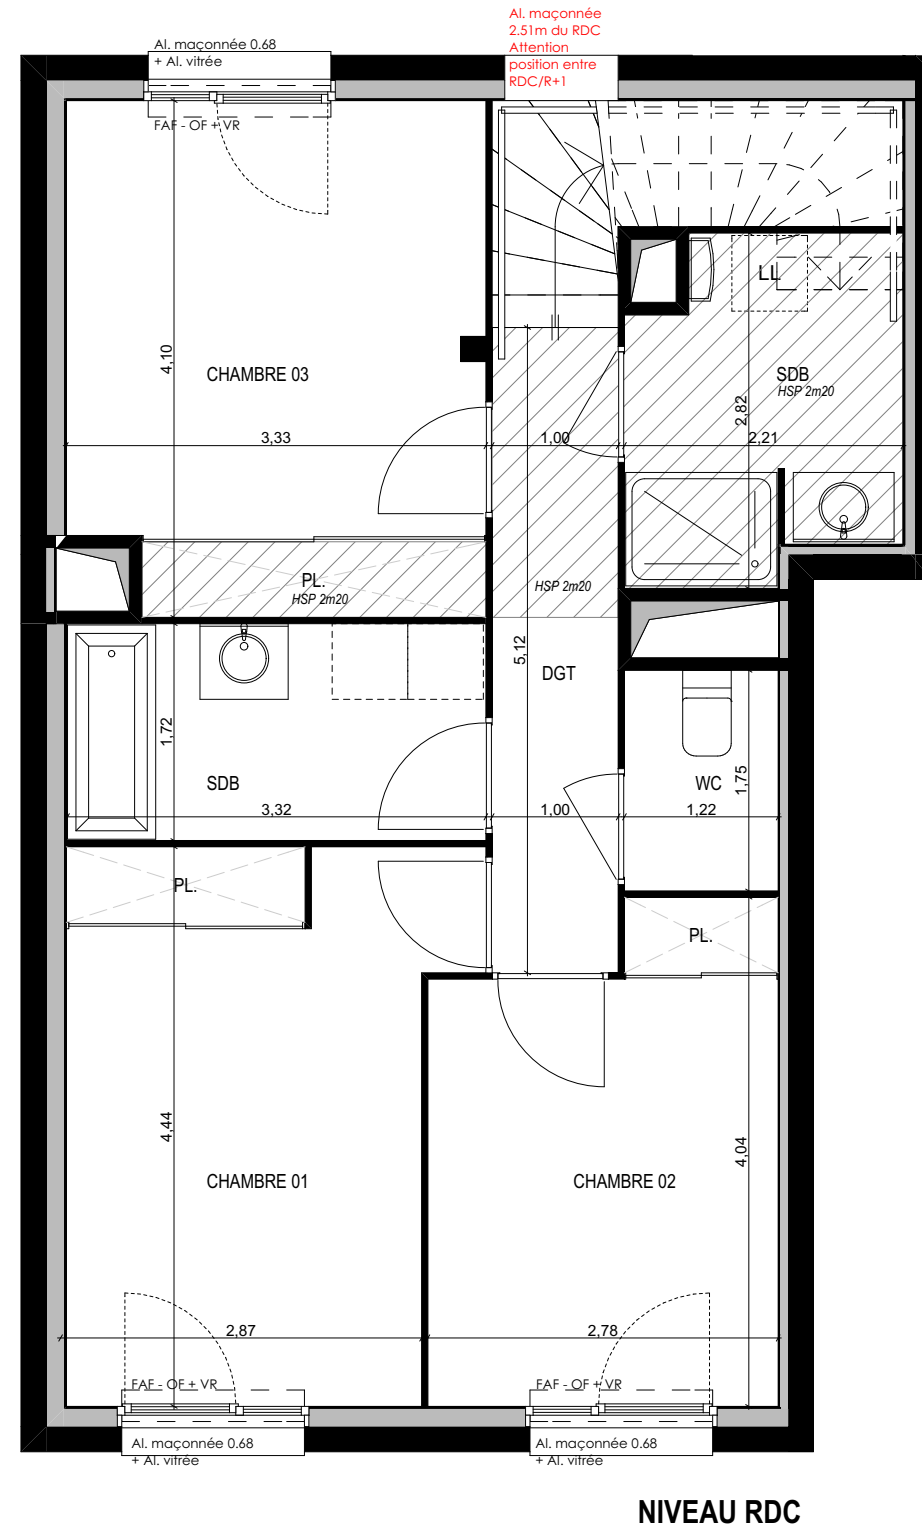 Al. maçonnée
2.51m du RDC
Attention
position entre
RDC/R+1
Al. maçonnée 0.68
+ Al. vitrée
FAF - OF + VR
LL
4,10
CHAMBRE 03
SDB
HSP 2m20
2,82
3,33
1,00
2,21
PL.
HSP 2m20
HSP 2m20
5,12
DGT
1,72
SDB
WC
1,75
3,32
1,00
1,22
PL.
PL.
4,44
4,04
CHAMBRE 01
CHAMBRE 02
2,87
2,78
FAF - OF + VR
FAF - OF + VR
Al. maçonnée 0.68
+ Al. vitrée
Al. maçonnée 0.68
+ Al. vitrée
NIVEAU RDC